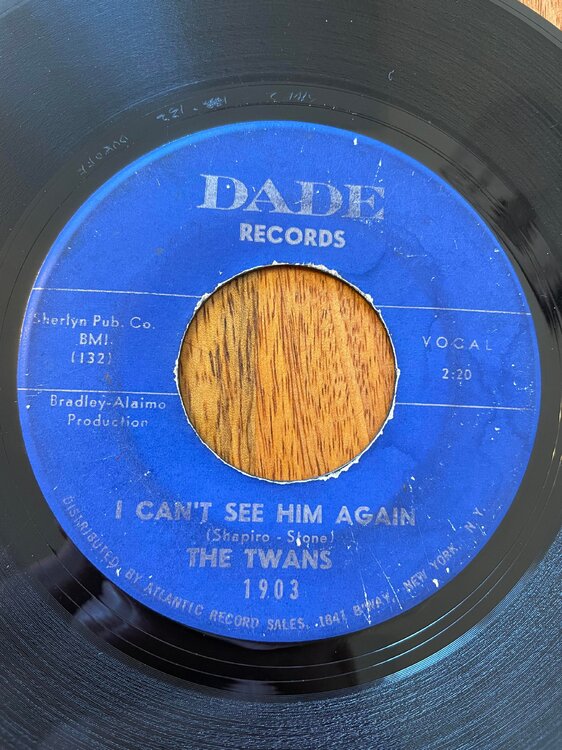 DADE
RECORDS
Sherlyn Pub. Co.
BMI.
(132)
VOCAL
2:20
Bradley-Alaimo
Production
I CAN'T SEE HIM AGAIN
(Shapiro - Stone)
THE TWANS
1903
DISTRIBUTED BY ATLANTIC RECORD SALES, 1841 B'WAY, NEW YORK, N.Y.